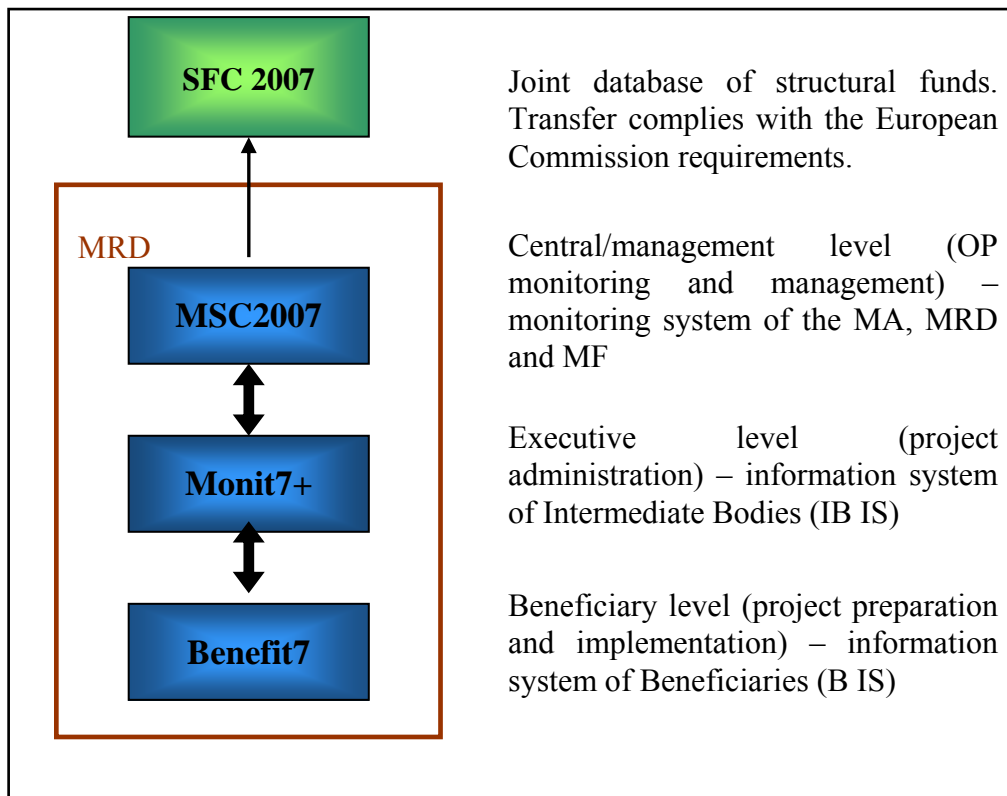 SFC 2007
Joint database of structural funds.
Transfer complies with the European
Commission requirements.
MRD
MSC2007
Central/management level (OP
monitoring and management) –
monitoring system of the MA, MRD
and MF
Monit7+
Executive level (project
administration) – information system
of Intermediate Bodies (IB IS)
Benefit7
Beneficiary level (project preparation
and implementation) – information
system of Beneficiaries (B IS)